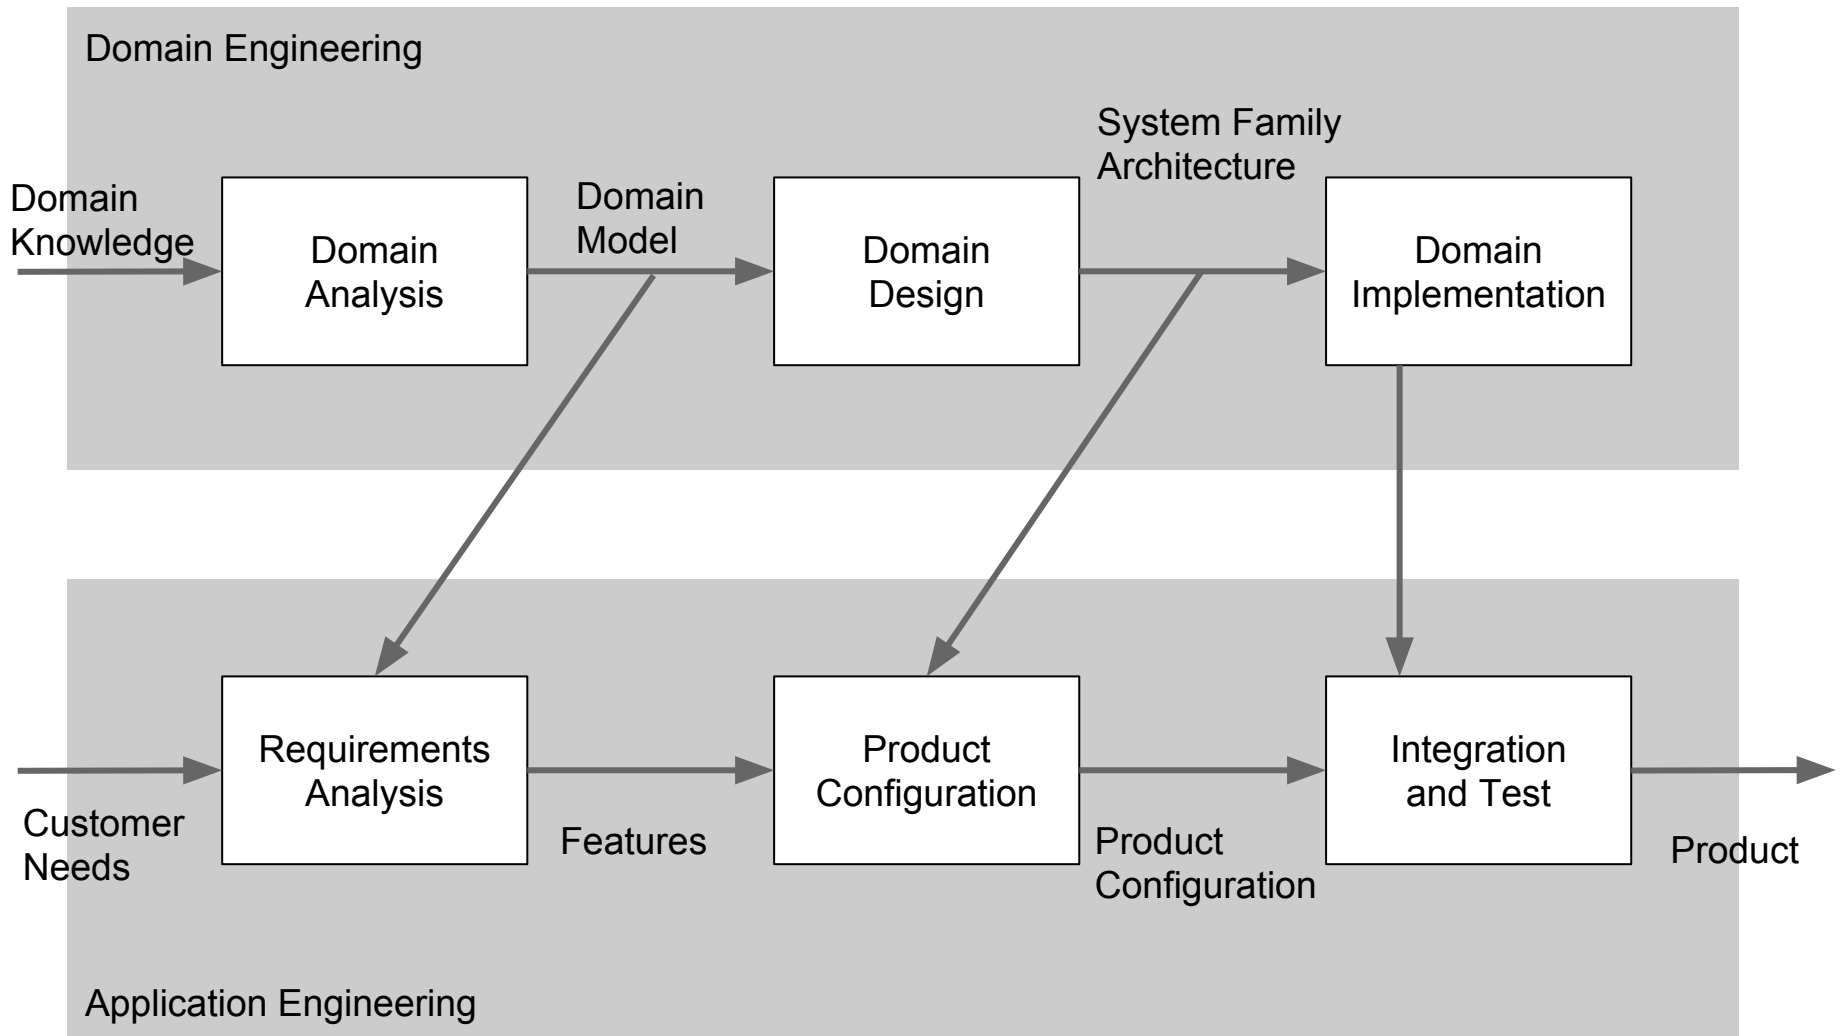 Domain Engineering
System Family
Architecture
Domain
Knowledge
Domain
Analysis
Domain
Model
Domain
Design
Domain
Implementation
Requirements
Analysis
Product
Configuration
Integration
and Test
Customer
Needs
Features
Product
Configuration
Product
Application Engineering